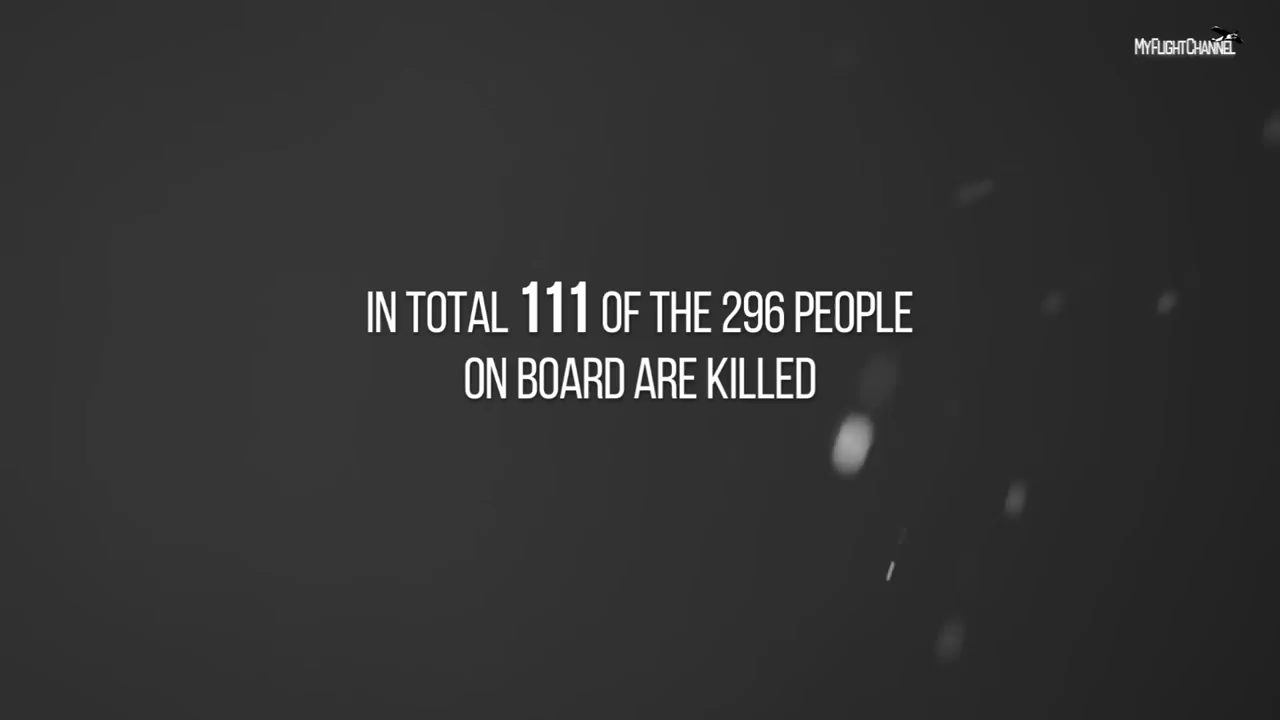 MYFLIGHTCHANNEL
IN TOTAL 111 OF THE 296 PEOPLE
ON BOARD ARE KILLED